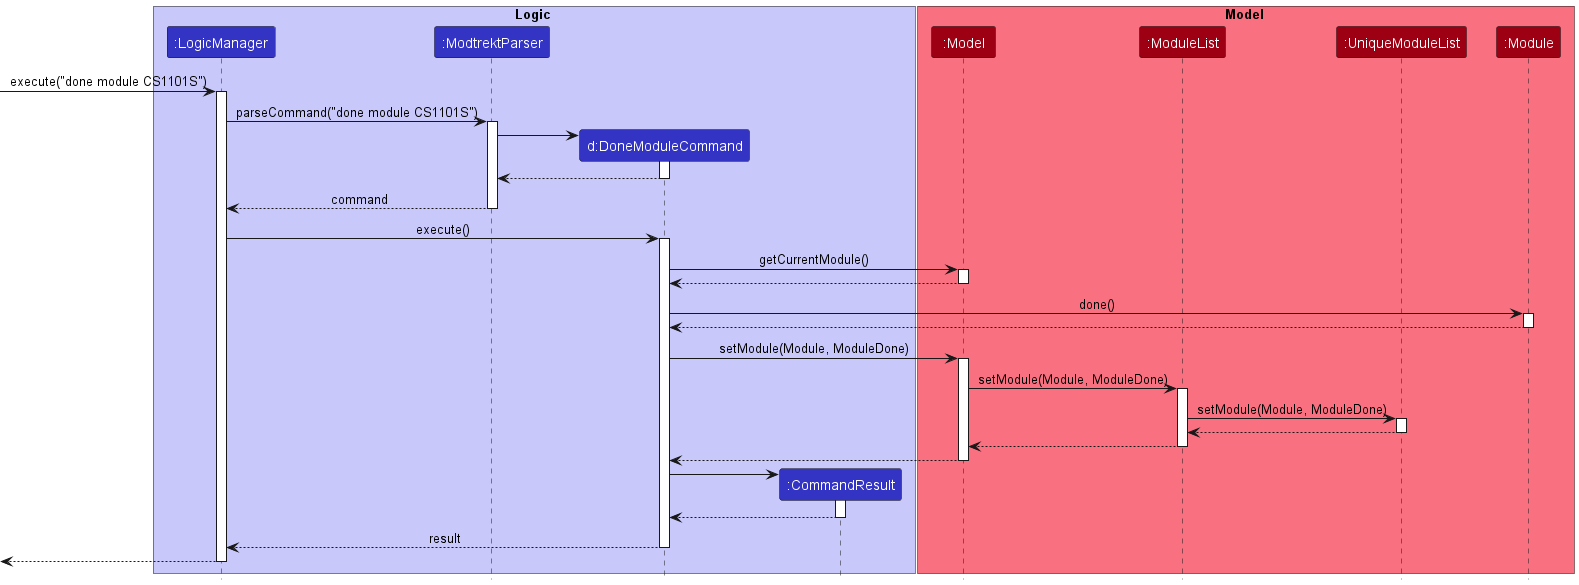 Logic
Model
:LogicManager
:ModtrektParser
:Model
:ModuleList
:UniqueModuleList
:Module
execute("done module CS1101S")
parseCommand("done module CS1101S")
d:DoneModuleCommand
command
execute()
getCurrentModule()
done()
setModule(Module, ModuleDone)
setModule(Module, ModuleDone)
setModule(Module, ModuleDone)
:CommandResult
result